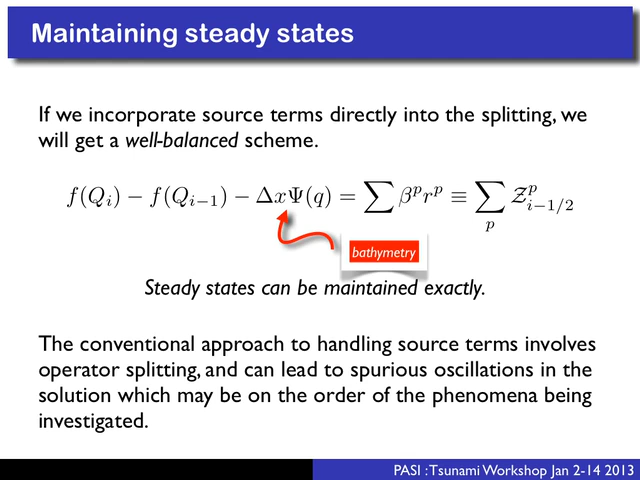 Maintaining steady states
If we incorporate source terms directly into the splitting, we
will get a well-balanced scheme.
f(Q_i) − f(Q_{i−1}) − ΔxΨ(q) = ∑ β^p r^p ≡ ∑_p Z^p_{i−1/2}
bathymetry
Steady states can be maintained exactly.
The conventional approach to handling source terms involves
operator splitting, and can lead to spurious oscillations in the
solution which may be on the order of the phenomena being
investigated.
PASI : Tsunami Workshop Jan 2-14 2013